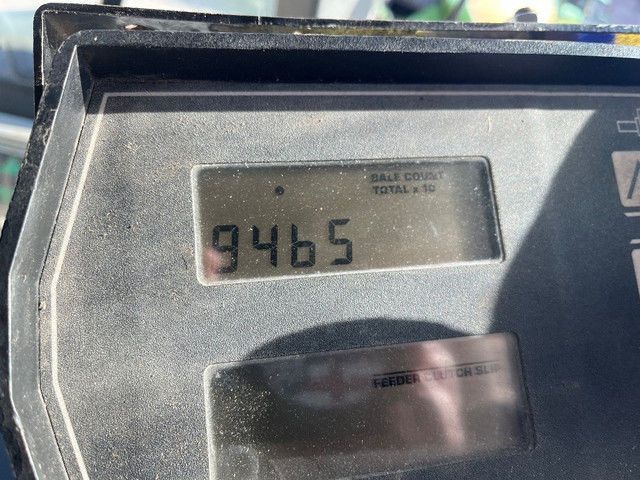 BALE COUNT
TOTAL x 10
9465
FEEDER CLUTCH SLIP